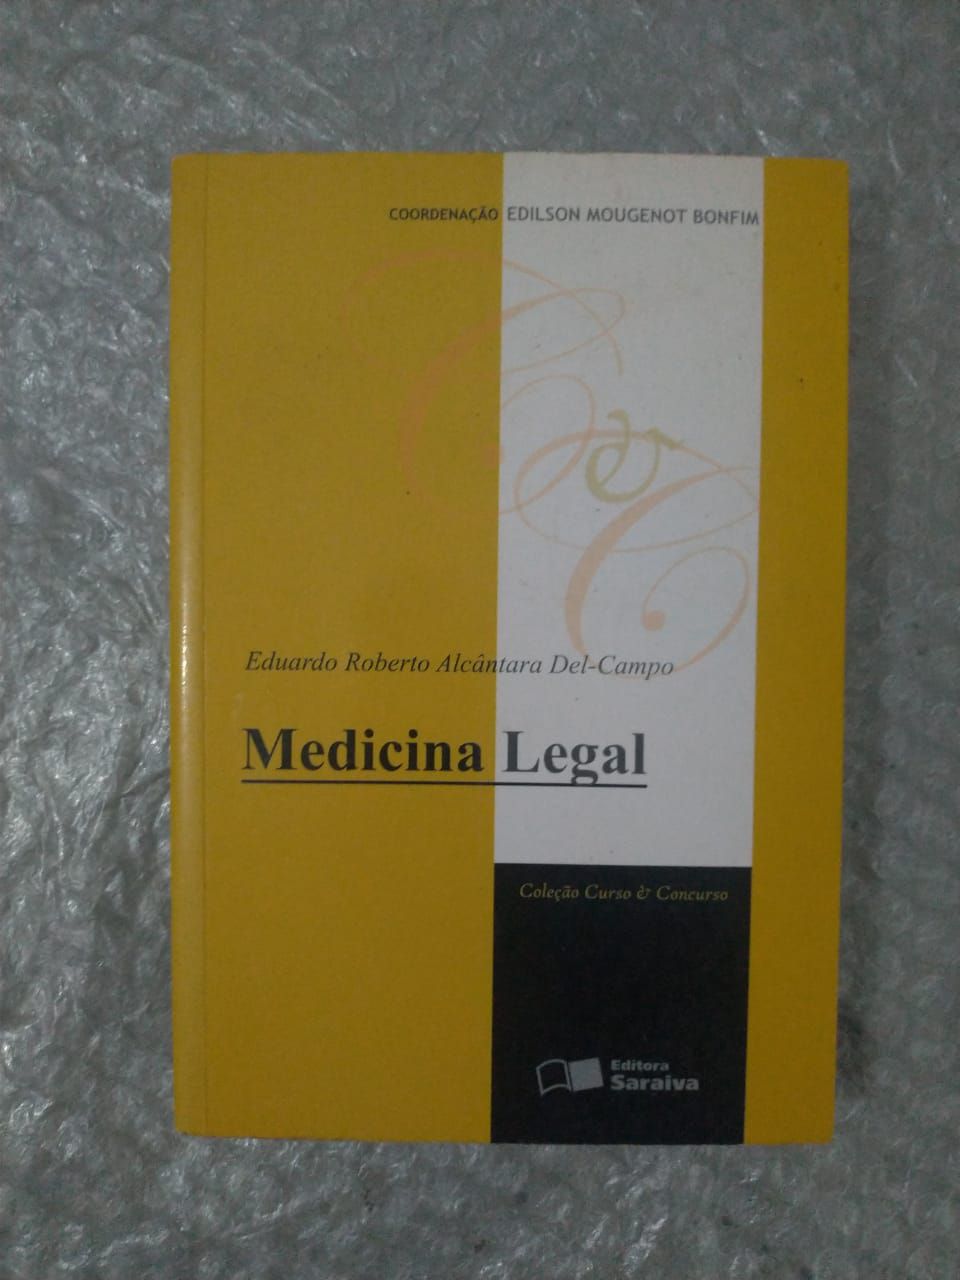 COORDENAÇÃO EDILSON MOUGENOT BONFIM
C&C
Eduardo Roberto Alcântara Del-Campo
Medicina Legal
Coleção Curso & Concurso
Editora
Saraiva